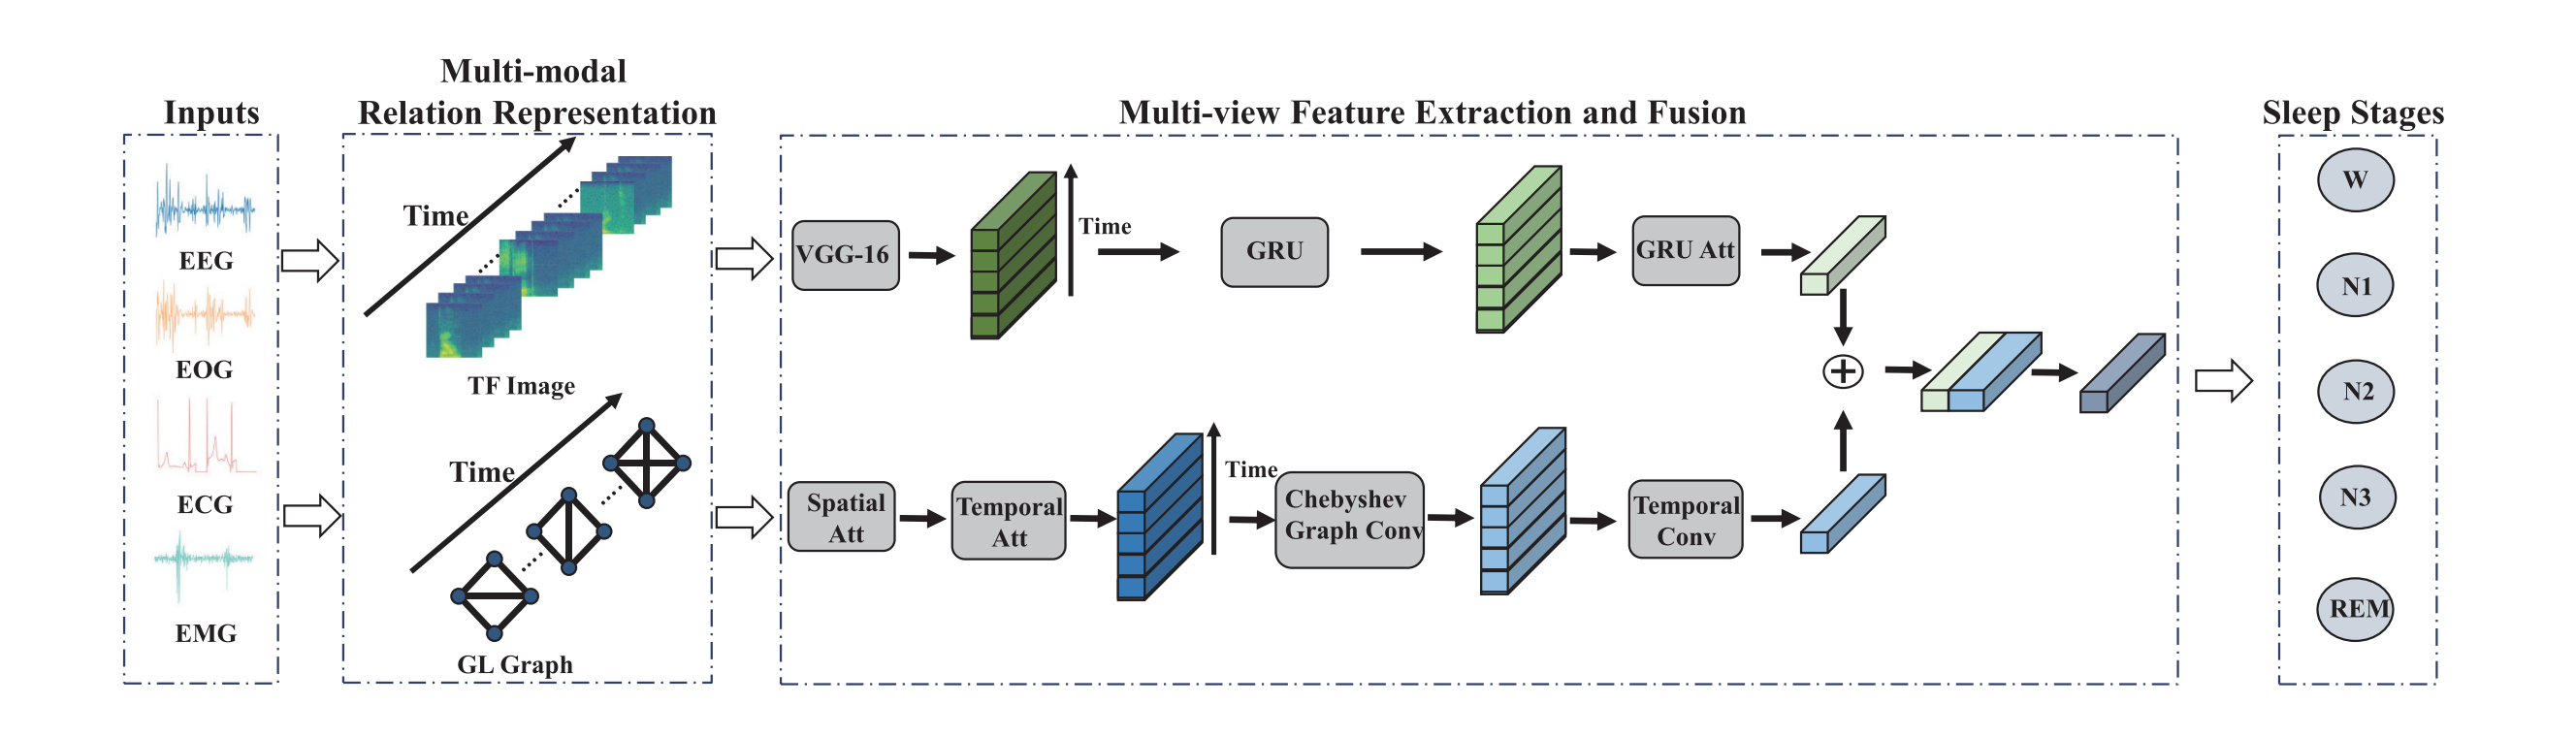 Inputs
EEG
EOG
ECG
EMG
Multi-modal
Relation Representation
Time
TF Image
Time
GL Graph
Multi-view Feature Extraction and Fusion
VGG-16
Time
GRU
GRU Att
Spatial
Att
Temporal
Att
Time
Chebyshev
Graph Conv
Temporal
Conv
Sleep Stages
W
N1
N2
N3
REM